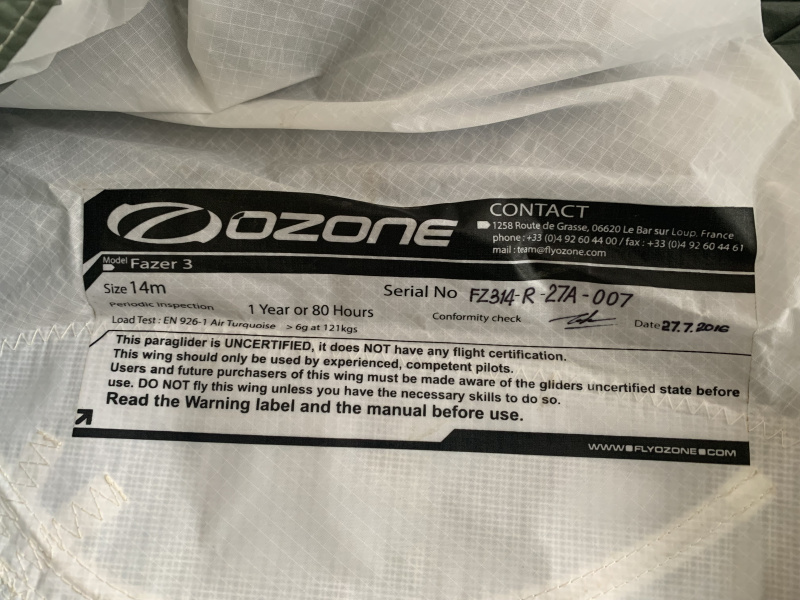 OZONE
CONTACT
1258 Route de Grasse, 06620 Le Bar sur Loup. France
phone : +33 (0)4 92 60 44 00 / fax : +33 (0)4 92 60 44 61
mail : team@flyozone.com
Model Fazer 3
Size 14m
Serial No FZ314-R-27A-007
Periodic Inspection 1 Year or 80 Hours
Conformity check Date 27.7.2016
Load Test : EN 926-1 Air Turquoise > 6g at 121kgs
This paraglider is UNCERTIFIED, it does NOT have any flight certification.
This wing should only be used by experienced, competent pilots.
Users and future purchasers of this wing must be made aware of the gliders uncertified state before
use. DO NOT fly this wing unless you have the necessary skills to do so.
Read the Warning label and the manual before use.
WWW.FLYOZONE.COM